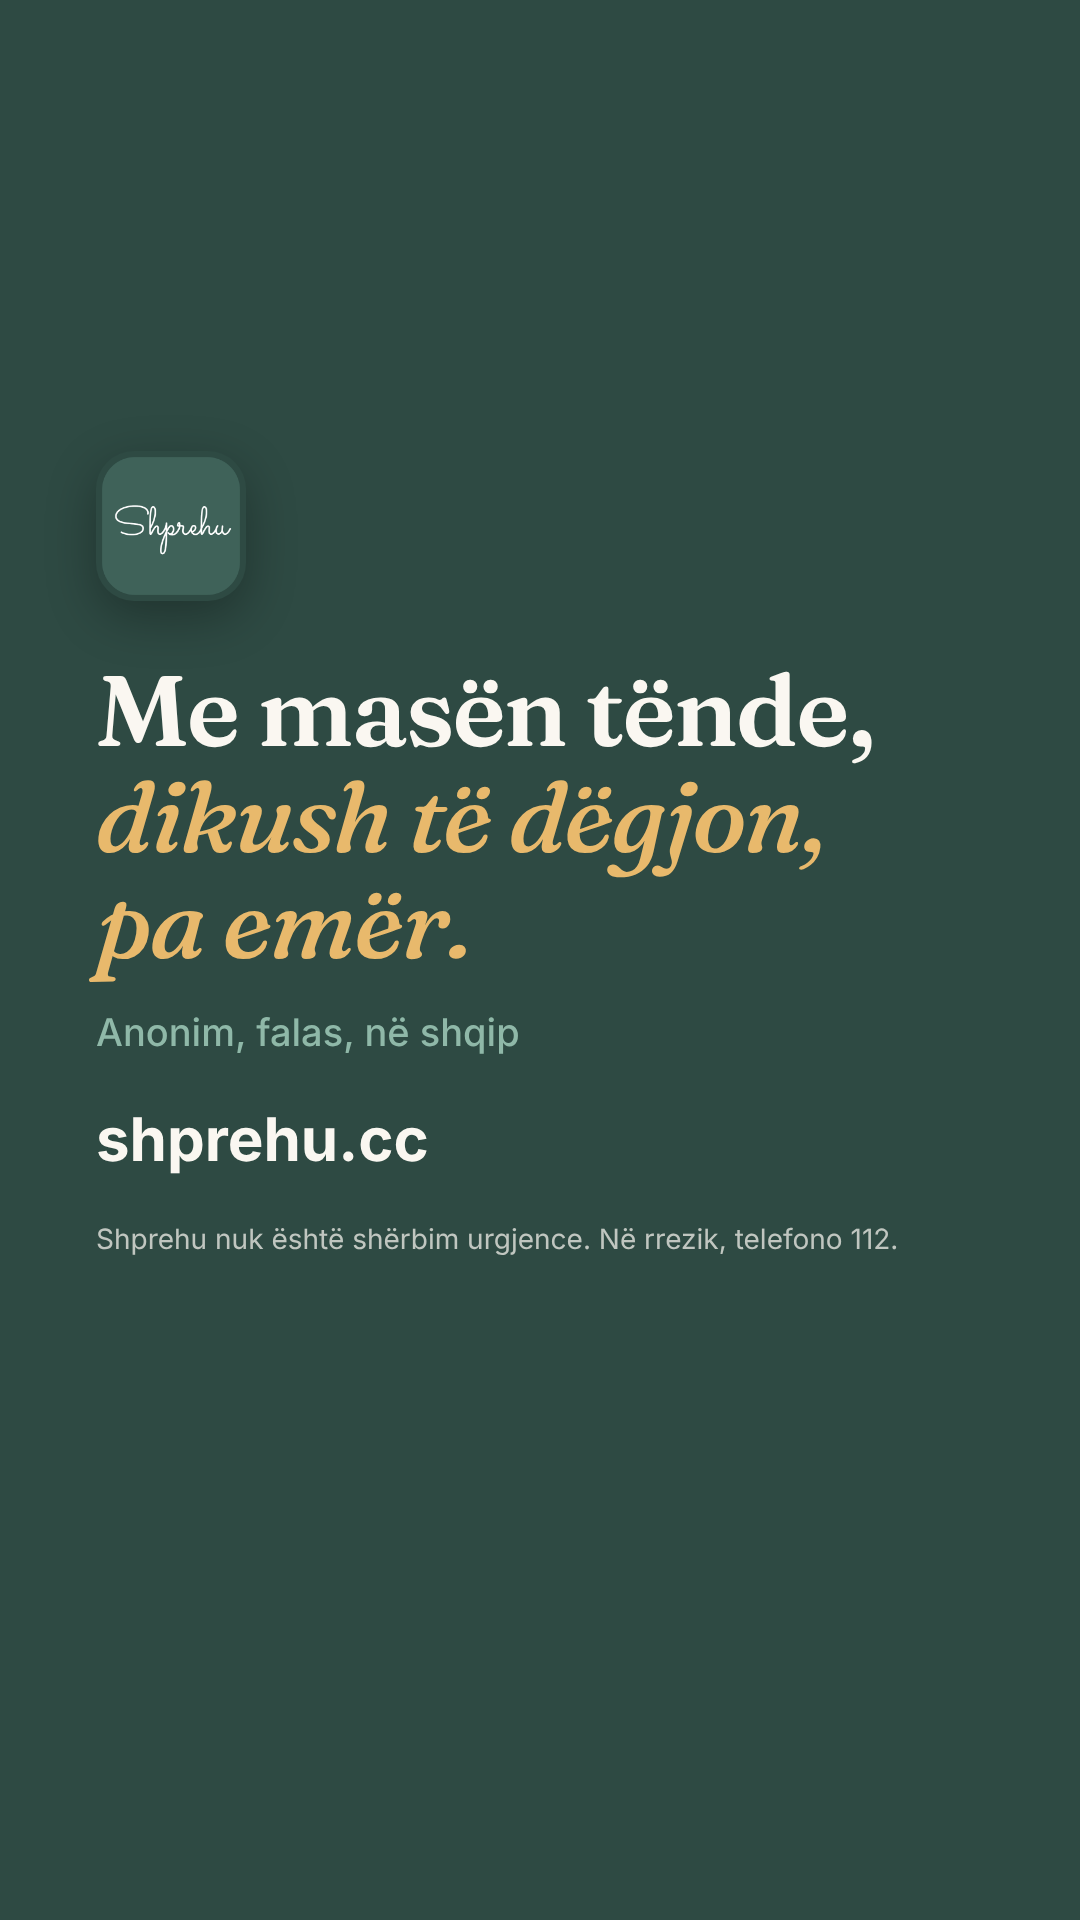 Shprehu
Me masën tënde,
dikush të dëgjon,
pa emër.
Anonim, falas, në shqip
shprehu.cc
Shprehu nuk është shërbim urgjence. Në rrezik, telefono 112.